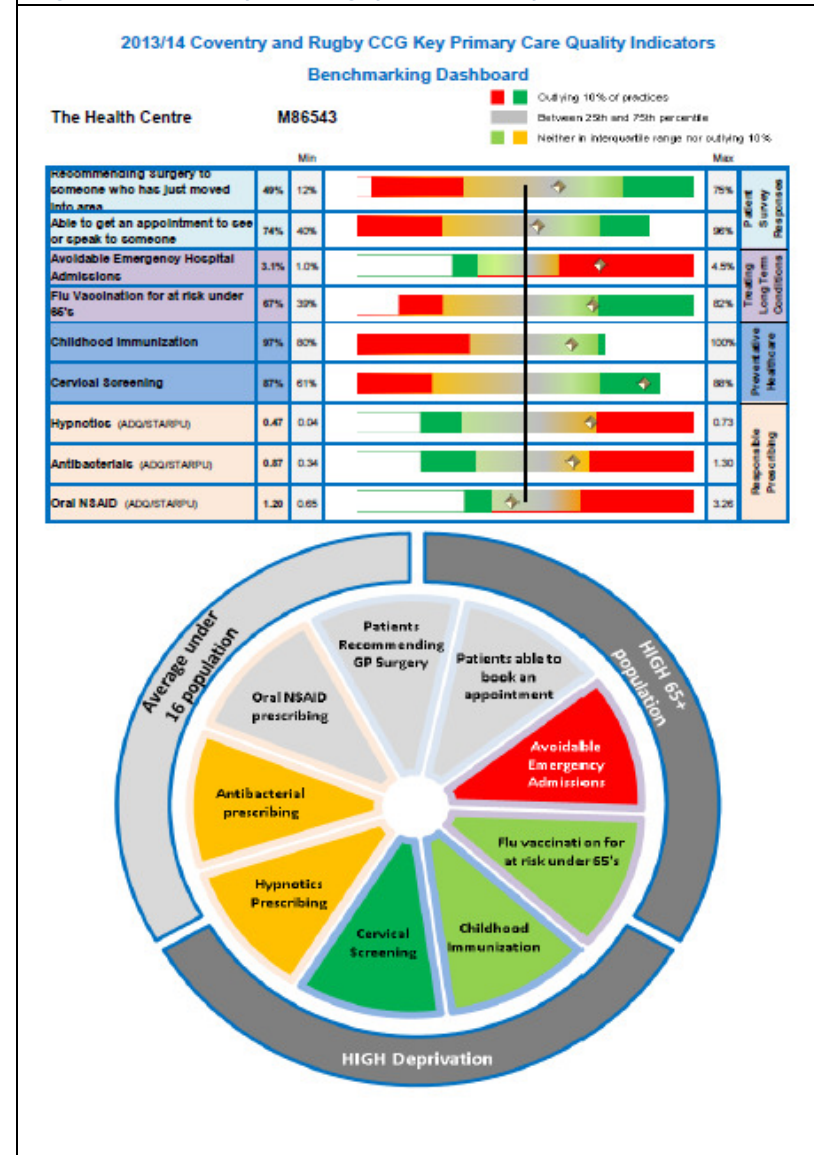 2013/14 Coventry and Rugby CCG Key Primary Care Quality Indicators
Benchmarking Dashboard
The Health Centre M86543
Outlying 10% of practices
Between 25th and 75th percentile
Neither in interquartile range nor outlying 10%
Min Max
Recommending Surgery to
someone who has just moved
into area
49% 12% 75%
Able to get an appointment to see
or speak to someone
74% 40% 96%
Patient
Survey
Responses
Avoidable Emergency Hospital
Admissions
3.1% 1.0% 4.5%
Flu Vaccination for at risk under
65's
67% 39% 82%
Treating
Long Term
Conditions
Childhood Immunization 97% 80% 100%
Cervical Screening 87% 61% 88%
Preventative
Healthcare
Hypnotics (ADQ/STARPU) 0.47 0.04 0.73
Antibacterials (ADQ/STARPU) 0.87 0.34 1.30
Oral NSAID (ADQ/STARPU) 1.20 0.65 3.26
Responsible
Prescribing
Average under
16 population
HIGH 65+
population
HIGH Deprivation
Patients
Recommending
GP Surgery
Patients able to
book an
appointment
Avoidable
Emergency
Admissions
Flu vaccination for
at risk under 65's
Childhood
Immunization
Cervical
Screening
Hypnotics
Prescribing
Antibacterial
prescribing
Oral NSAID
prescribing